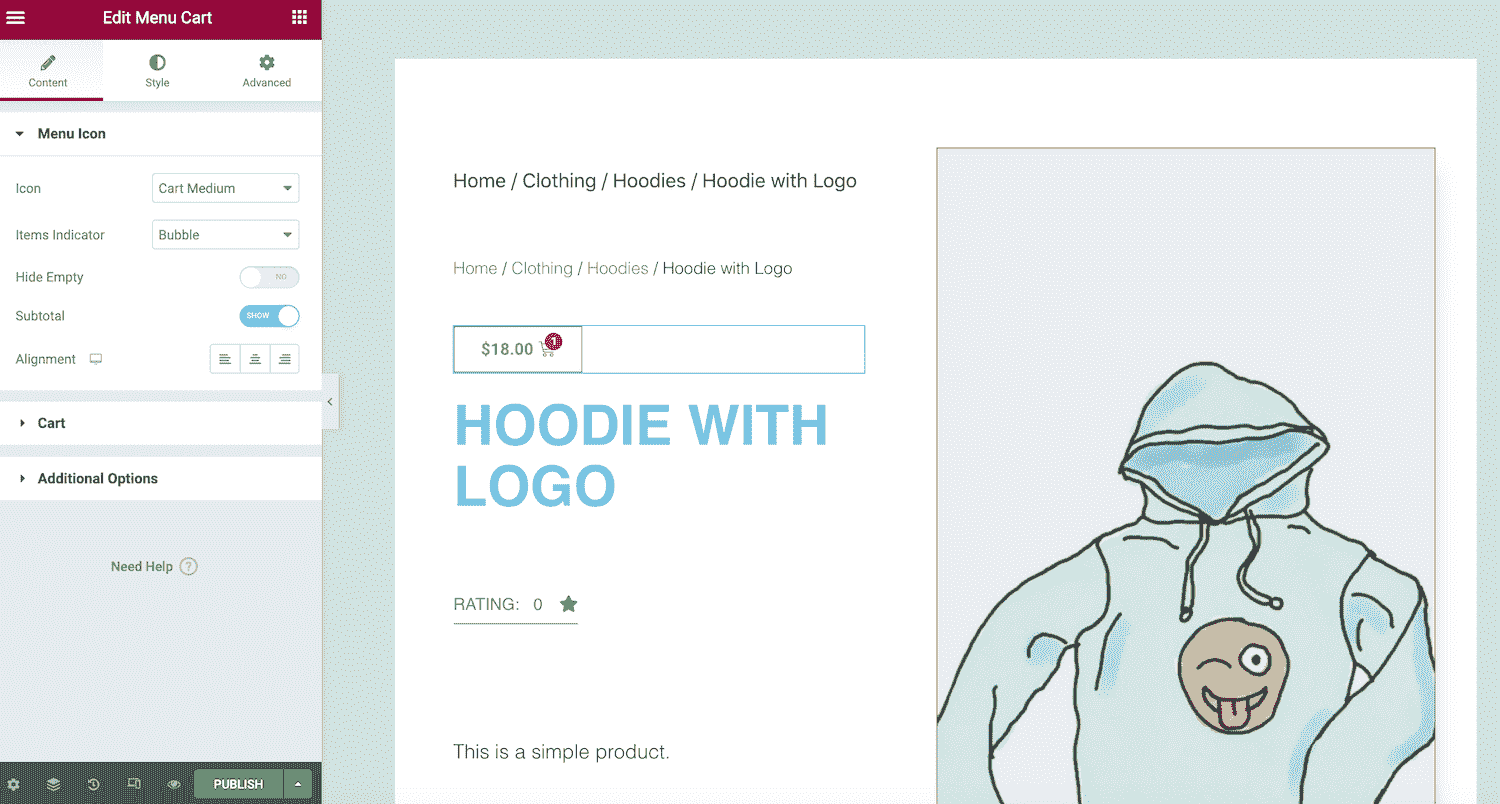 Edit Menu Cart
Content
Style
Advanced
Menu Icon
Icon
Cart Medium
Items Indicator
Bubble
Hide Empty
NO
Subtotal
SHOW
Alignment
Cart
Additional Options
Need Help ?
PUBLISH
Home / Clothing / Hoodies / Hoodie with Logo
Home / Clothing / Hoodies / Hoodie with Logo
$18.00 1
HOODIE WITH
LOGO
RATING: 0
This is a simple product.